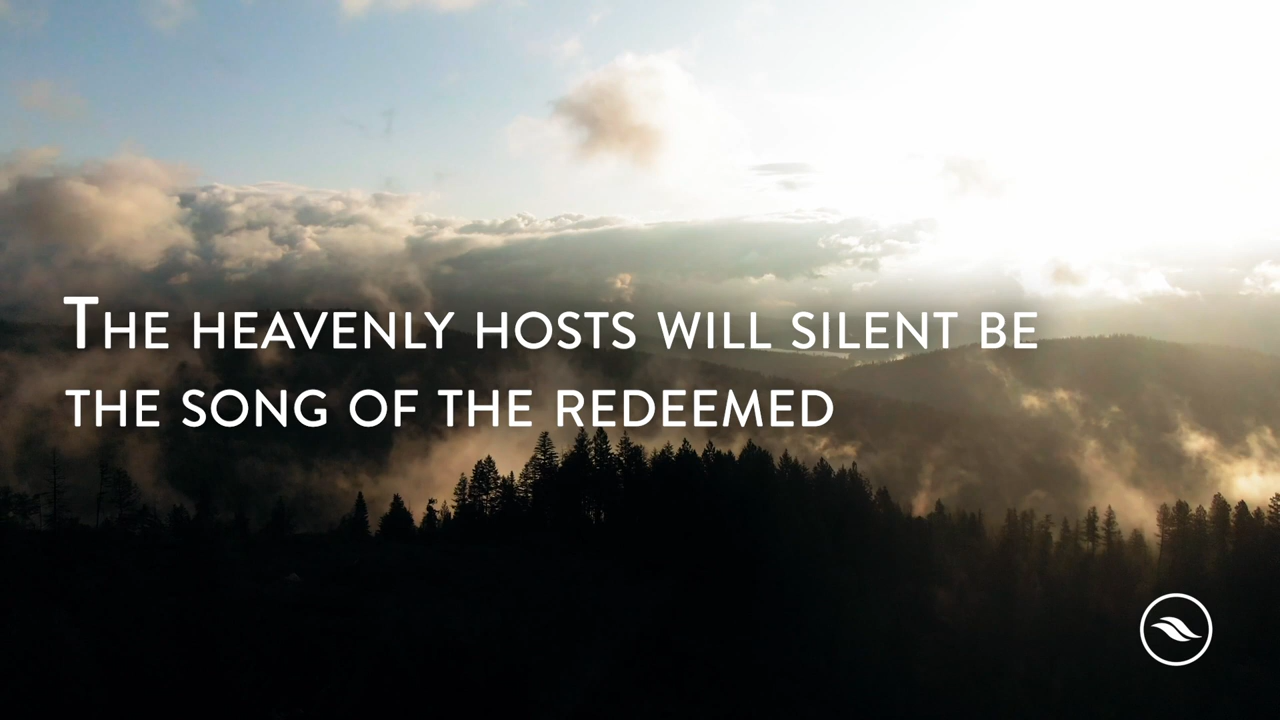 The heavenly hosts will silent be
the song of the redeemed